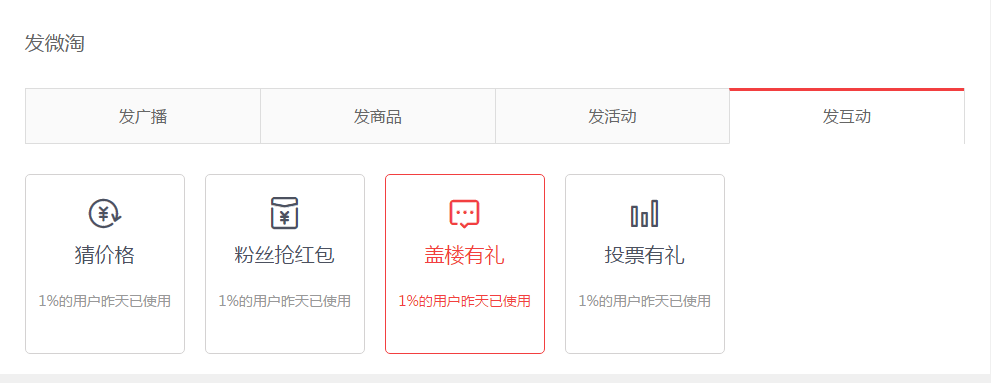 发微淘
发广播
发商品
发活动
发互动
猜价格
1%的用户昨天已使用
粉丝抢红包
1%的用户昨天已使用
盖楼有礼
1%的用户昨天已使用
投票有礼
1%的用户昨天已使用